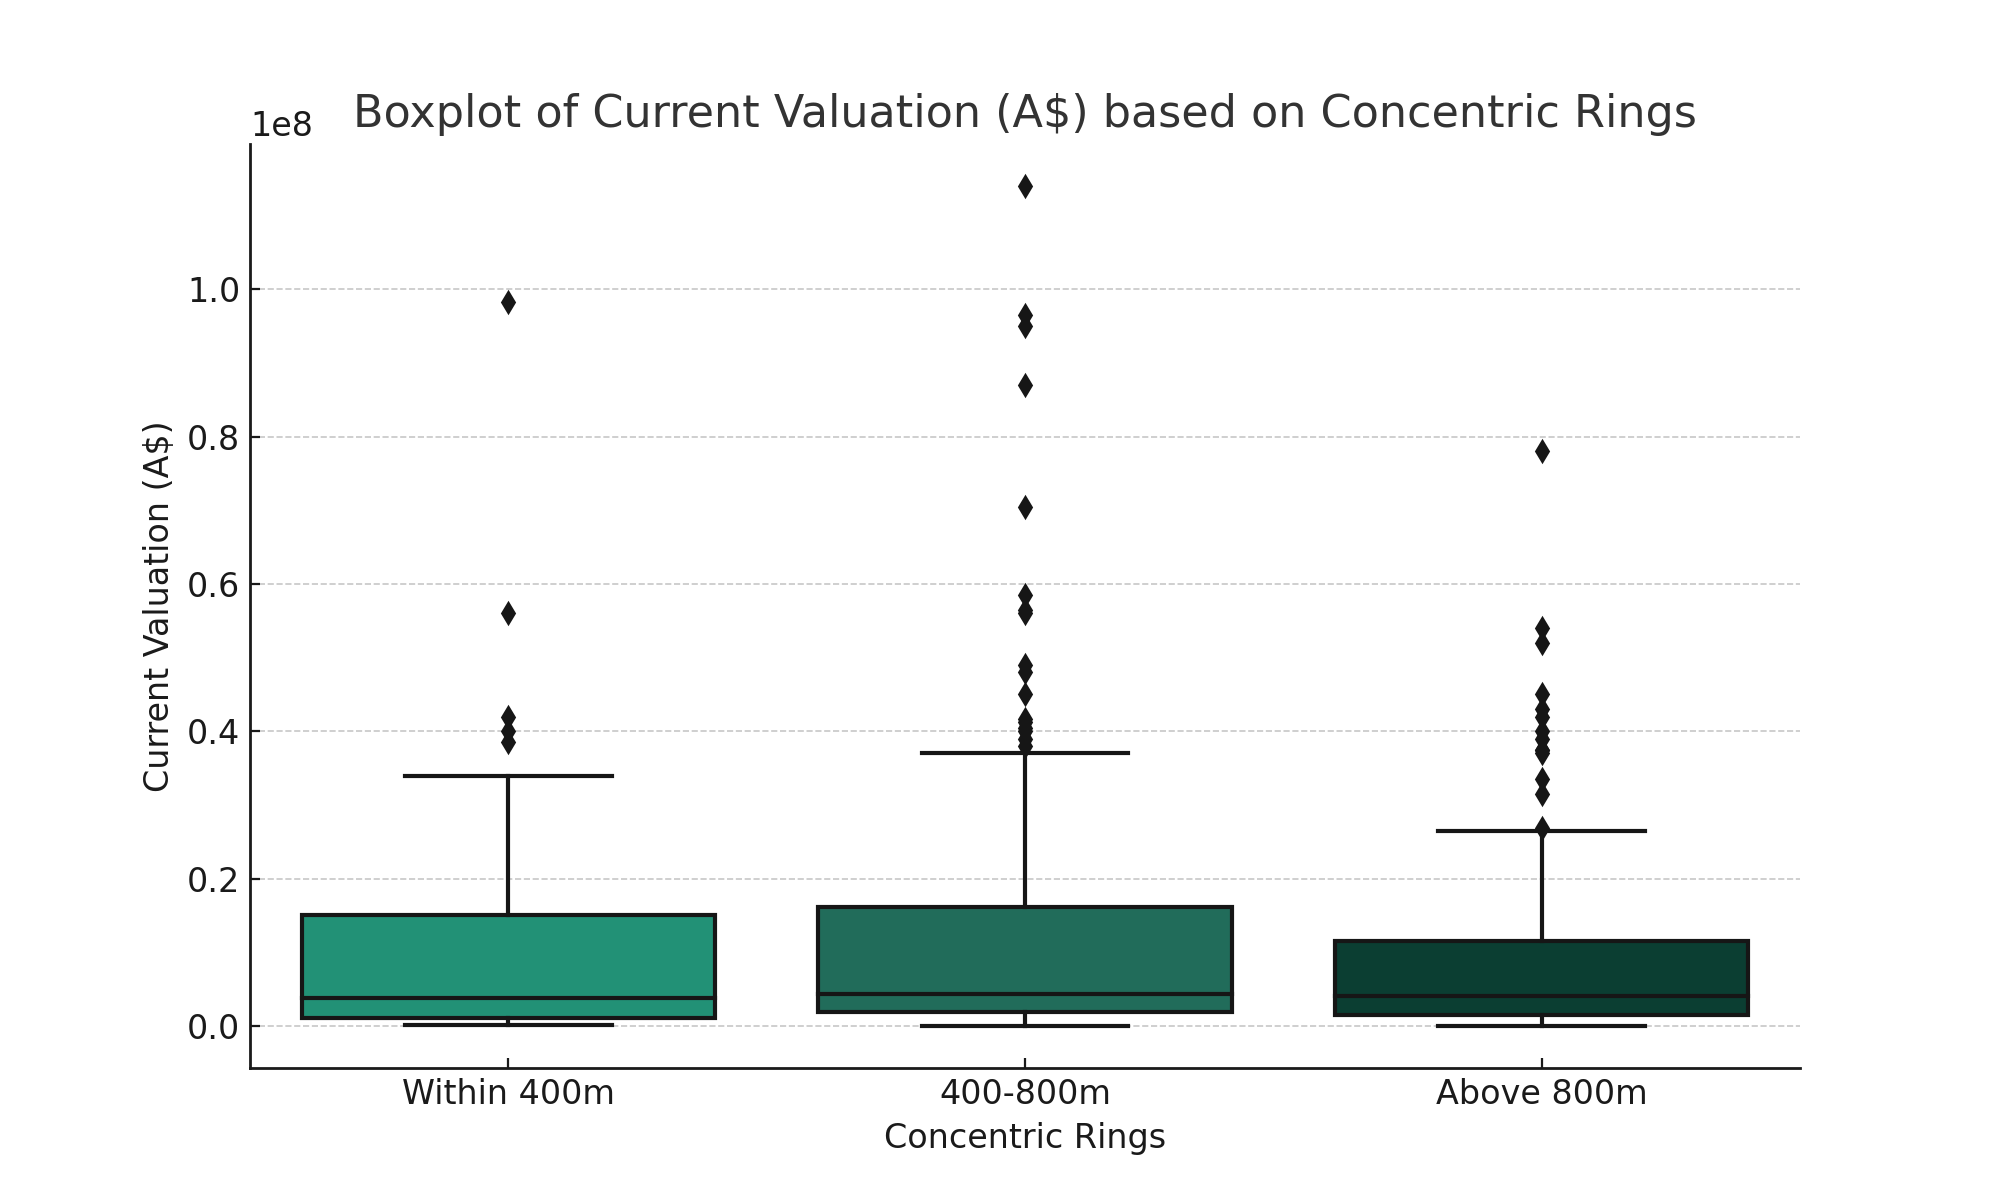 Boxplot of Current Valuation (A$) based on Concentric Rings
1e8
1.0
0.8
0.6
0.4
0.2
0.0
Current Valuation (A$)
Within 400m
400-800m
Above 800m
Concentric Rings